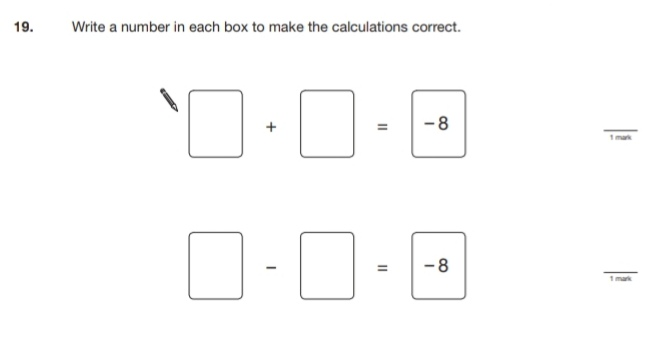 19. Write a number in each box to make the calculations correct.
+ = -8
1 mark
- = -8
1 mark